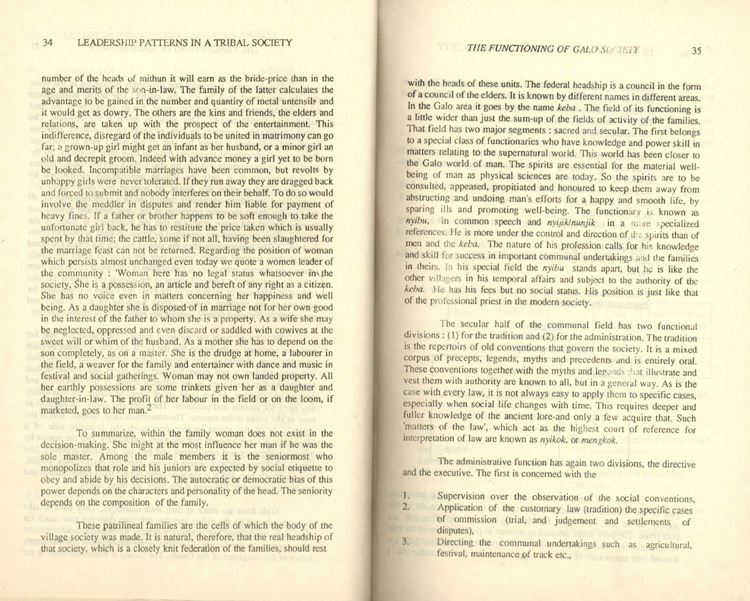 34 LEADERSHIP PATTERNS IN A TRIBAL SOCIETY
number of the heads of mithun it will earn as the bride-price than in the
age and merits of the son-in-law. The family of the latter calculates the
advantage to be gained in the number and quantity of metal untensils and
it would get as dowry. The others are the kins and friends, the elders and
relations, are taken up with the prospect of the entertainment. This
indifference, disregard of the individuals to be united in matrimony can go
far; a grown-up girl might get an infant as her husband, or a minor girl an
old and decrepit groom. Indeed with advance money a girl yet to be born
be looked. Incompatible marriages have been common, but revolts by
unhappy girls were never tolerated. If they run away they are dragged back
and forced to submit and nobody interferes on their behalf. To do so would
involve the meddler in disputes and render him liable for payment of
heavy fines. If a father or brother happens to be soft enough to take the
unfortunate girl back, he has to restitute the price taken which is usually
spent by that time; the cattle, some if not all, having been slaughtered for
the marriage feast can not be returned. Regarding the position of woman
which persists almost unchanged even today we quote a women leader of
the community : 'Woman here has no legal status whatsoever in the
society. She is a possession, an article and bereft of any right as a citizen.
She has no voice even in matters concerning her happiness and well
being. As a daughter she is disposed of in marriage not for her own good
in the interest of the father to whom she is a property. As a wife she may
be neglected, oppressed and even discard or saddled with cowives at the
sweet will or whim of the husband. As a mother she has to depend on the
son completely, as on a master. She is the drudge at home, a labourer in
the field, a weaver for the family and entertainer with dance and music in
festival and social gatherings. Woman may not own landed property. All
her earthly possessions are some trinkets given her as a daughter and
daughter-in-law. The profit of her labour in the field or on the loom, if
marketed, goes to her man.2
To summarize, within the family woman does not exist in the
decision-making. She might at the most influence her man if he was the
sole master. Among the male members it is the seniormost who
monopolizes that role and his juniors are expected by social etiquette to
obey and abide by his decisions. The autocratic or democratic bias of this
power depends on the characters and personality of the head. The seniority
depends on the composition of the family.
These patrilineal families are the cells of which the body of the
village society was made. It is natural, therefore, that the real headship of
that society, which is a closely knit federation of the families, should rest
THE FUNCTIONING OF GALO SOCIETY 35
with the heads of these units. The federal headship is a council in the form
of a council of the elders. It is known by different names in different areas.
In the Galo area it goes by the name keba . The field of its functioning is
a little wider than just the sum-up of the fields of activity of the families.
That field has two major segments : sacred and secular. The first belongs
to a special class of functionaries who have knowledge and power skill in
matters relating to the supernatural world. This world has been closer to
the Galo world of man. The spirits are essential for the material well-
being of man as physical sciences are today. So the spirits are to be
consulted, appeased, propitiated and honoured to keep them away from
abstructing and undoing man's efforts for a happy and smooth life, by
sparing ills and promoting well-being. The functionary is known as
nyibu, in common speech and nyijik/nunjik in a more specialized
references. He is more under the control and direction of the spirits than of
men and the keba. The nature of his profession calls for his knowledge
and skill for success in important communal undertakings and the families
in theirs. In his special field the nyibu stands apart, but he is like the
other villagers in his temporal affairs and subject to the authority of the
keba. He has his fees but no social status. His position is just like that
of the professional priest in the modern society.
The secular half of the communal field has two functional
divisions : (1) for the tradition and (2) for the administration. The tradition
is the repertoirs of old conventions that govern the society. It is a mixed
corpus of precepts, legends, myths and precedents and is entirely oral.
These conventions together with the myths and legends that illustrate and
vest them with authority are known to all, but in a general way. As is the
case with every law, it is not always easy to apply them to specific cases,
especially when social life changes with time. This requires deeper and
fuller knowledge of the ancient lore-and only a few acquire that. Such
'matters of the law', which act as the highest court of reference for
interpretation of law are known as nyikok, or mengkok.
The administrative function has again two divisions, the directive
and the executive. The first is concerned with the
1. Supervision over the observation of the social conventions,
2. Application of the customary law (tradition) the specific cases
of ommission (trial, and judgement and settlements of
disputes),
3. Directing the communal undertakings such as agricultural,
festival, maintenance of track etc.,